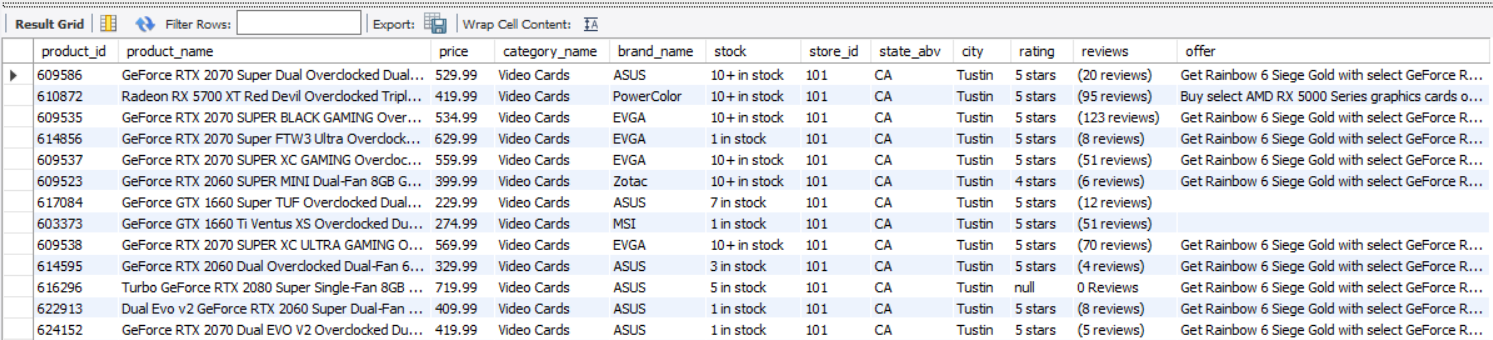 Result Grid Filter Rows: Export: Wrap Cell Content: IA
product_id product_name price category_name brand_name stock store_id state_abv city rating reviews offer
609586 GeForce RTX 2070 Super Dual Overclocked Dual... 529.99 Video Cards ASUS 10+ in stock 101 CA Tustin 5 stars (20 reviews) Get Rainbow 6 Siege Gold with select GeForce R...
610872 Radeon RX 5700 XT Red Devil Overclocked Tripl... 419.99 Video Cards PowerColor 10+ in stock 101 CA Tustin 5 stars (95 reviews) Buy select AMD RX 5000 Series graphics cards o...
609535 GeForce RTX 2070 SUPER BLACK GAMING Over... 534.99 Video Cards EVGA 10+ in stock 101 CA Tustin 5 stars (123 reviews) Get Rainbow 6 Siege Gold with select GeForce R...
614856 GeForce RTX 2070 Super FTW3 Ultra Overclock... 629.99 Video Cards EVGA 1 in stock 101 CA Tustin 5 stars (8 reviews) Get Rainbow 6 Siege Gold with select GeForce R...
609537 GeForce RTX 2070 SUPER XC GAMING Overcloc... 559.99 Video Cards EVGA 10+ in stock 101 CA Tustin 5 stars (51 reviews) Get Rainbow 6 Siege Gold with select GeForce R...
609523 GeForce RTX 2060 SUPER MINI Dual-Fan 8GB G... 399.99 Video Cards Zotac 10+ in stock 101 CA Tustin 4 stars (6 reviews) Get Rainbow 6 Siege Gold with select GeForce R...
617084 GeForce GTX 1660 Super TUF Overclocked Dual... 229.99 Video Cards ASUS 7 in stock 101 CA Tustin 5 stars (12 reviews)
603373 GeForce GTX 1660 Ti Ventus XS Overclocked Du... 274.99 Video Cards MSI 1 in stock 101 CA Tustin 5 stars (51 reviews)
609538 GeForce RTX 2070 SUPER XC ULTRA GAMING O... 569.99 Video Cards EVGA 10+ in stock 101 CA Tustin 5 stars (70 reviews) Get Rainbow 6 Siege Gold with select GeForce R...
614595 GeForce RTX 2060 Dual Overclocked Dual-Fan 6... 329.99 Video Cards ASUS 3 in stock 101 CA Tustin 5 stars (4 reviews) Get Rainbow 6 Siege Gold with select GeForce R...
616296 Turbo GeForce RTX 2080 Super Single-Fan 8GB ... 719.99 Video Cards ASUS 5 in stock 101 CA Tustin null 0 Reviews Get Rainbow 6 Siege Gold with select GeForce R...
622913 Dual Evo v2 GeForce RTX 2060 Super Dual-Fan ... 409.99 Video Cards ASUS 1 in stock 101 CA Tustin 5 stars (8 reviews) Get Rainbow 6 Siege Gold with select GeForce R...
624152 GeForce RTX 2070 Dual EVO V2 Overclocked Du... 419.99 Video Cards ASUS 1 in stock 101 CA Tustin 5 stars (5 reviews) Get Rainbow 6 Siege Gold with select GeForce R...